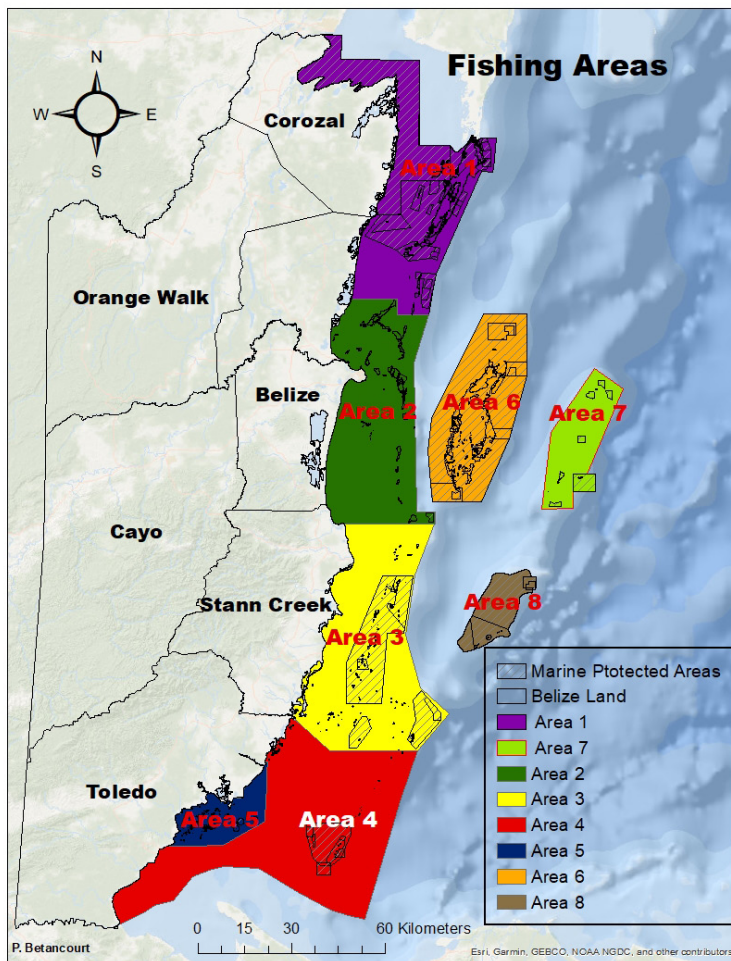 Fishing Areas
N
W E
S
Corozal
Area 1
Orange Walk
Belize
Area 2
Area 6
Area 7
Cayo
Stann Creek
Area 8
Area 3
Marine Ptotected Areas
Belize Land
Area 1
Area 7
Area 2
Area 3
Area 4
Area 5
Area 6
Area 8
Toledo
Area 5
Area 4
0 15 30 60 Kilometers
P. Betancourt
Esri, Garmin, GEBCO, NOAA NGDC, and other contributors